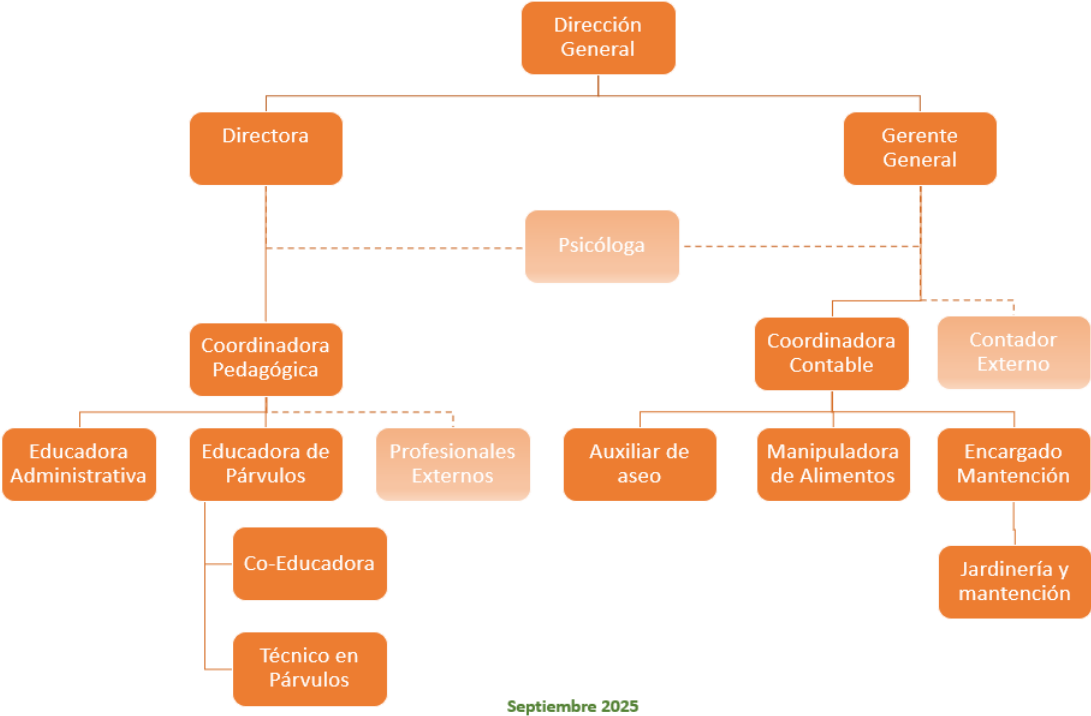 Dirección
General
Directora
Gerente
General
Psicóloga
Coordinadora
Pedagógica
Coordinadora
Contable
Contador
Externo
Educadora
Administrativa
Educadora de
Párvulos
Profesionales
Externos
Auxiliar de
aseo
Manipuladora
de Alimentos
Encargado
Mantención
Co-Educadora
Jardinería y
mantención
Técnico en
Párvulos
Septiembre 2025